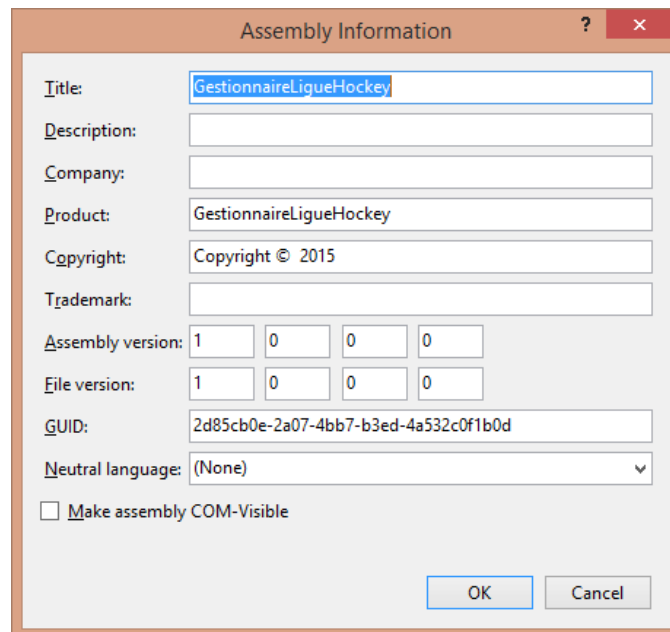 Assembly Information ? ×
Title: GestionnaireLigueHockey
Description:
Company:
Product: GestionnaireLigueHockey
Copyright: Copyright © 2015
Trademark:
Assembly version: 1 0 0 0
File version: 1 0 0 0
GUID: 2d85cb0e-2a07-4bb7-b3ed-4a532c0f1b0d
Neutral language: (None)
Make assembly COM-Visible
OK Cancel